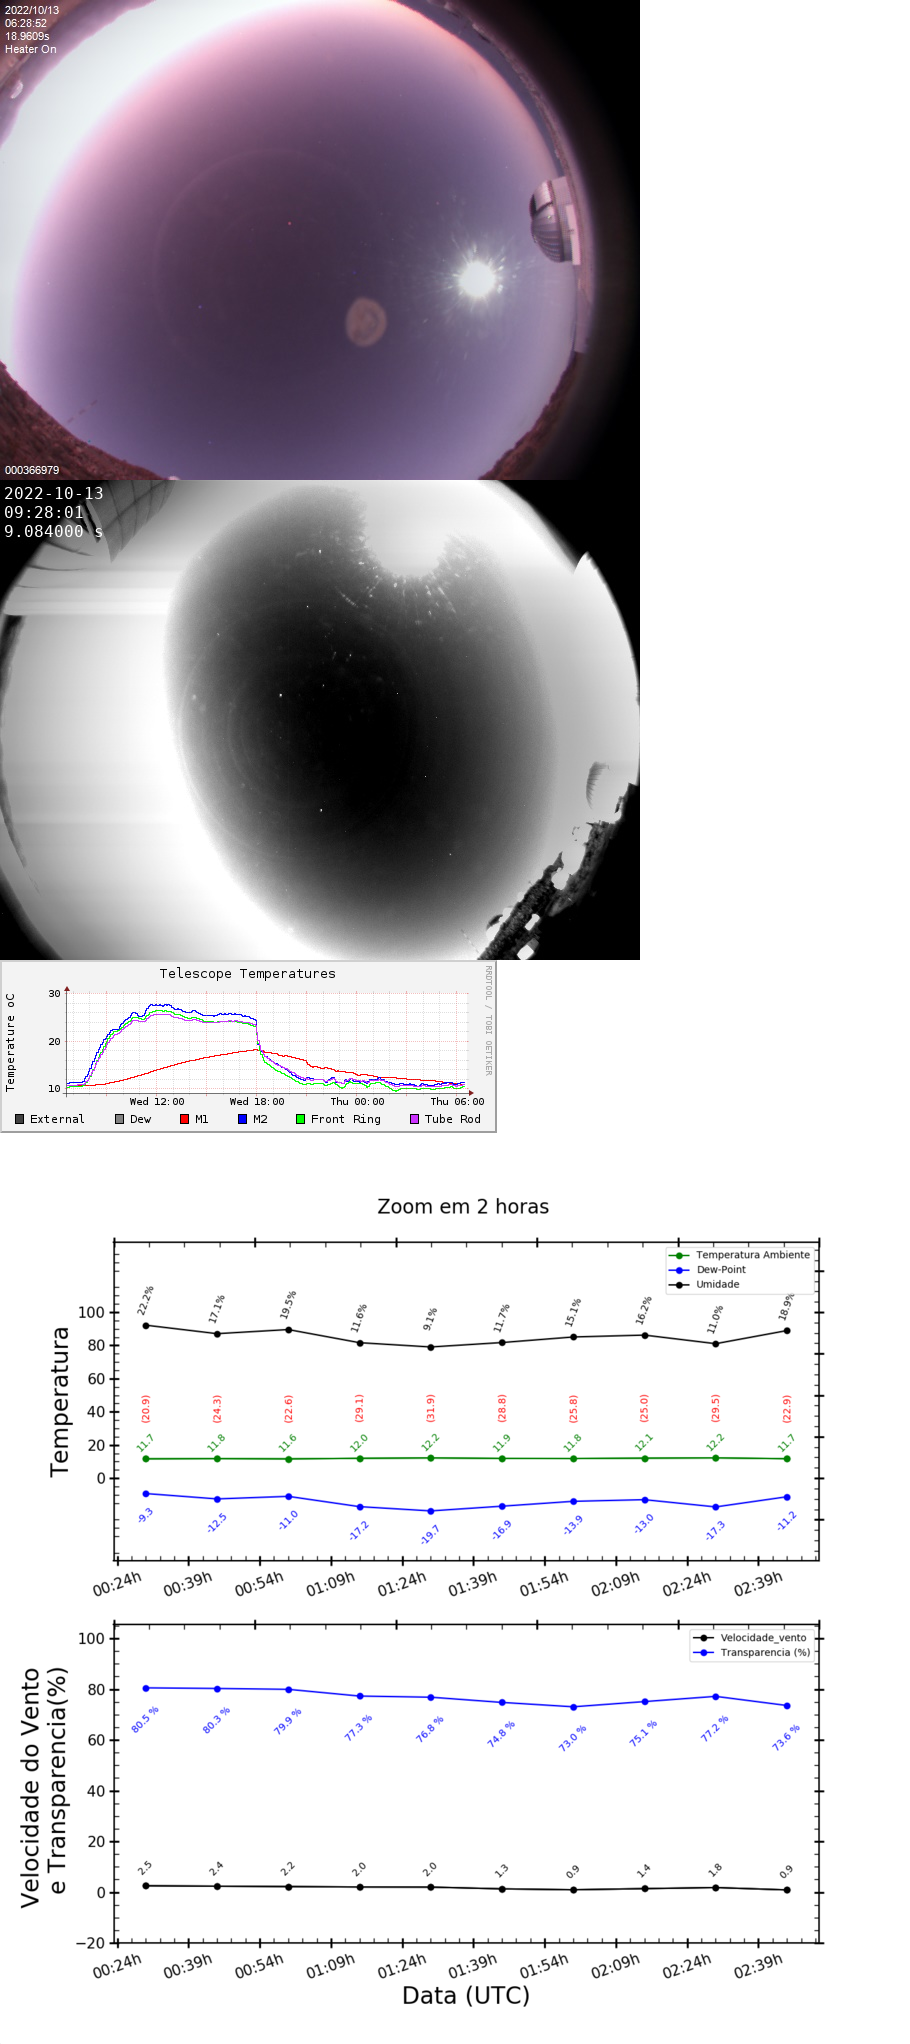 2022/10/13
06:28:52
18.9609s
Heater On
000366979
2022-10-13
09:28:01
9.084000 s
Telescope Temperatures
RRDTOOL / TOBI OETIKER
Temperature oC
30
20
10
Wed 12:00 Wed 18:00 Thu 00:00 Thu 06:00
External Dew M1 M2 Front Ring Tube Rod
Zoom em 2 horas
Temperatura Ambiente
Dew-Point
Umidade
Temperatura
100
80
60
40
20
0
22.2% 17.1% 19.5% 11.6% 9.1% 11.7% 15.1% 16.2% 11.0% 18.9%
(20.9) (24.3) (22.6) (29.1) (31.9) (28.8) (25.8) (25.0) (29.5) (22.9)
11.7 11.8 11.6 12.0 12.2 11.9 11.8 12.1 12.2 11.7
-9.3 -12.5 -11.0 -17.2 -19.7 -16.9 -13.9 -13.0 -17.3 -11.2
00:24h 00:39h 00:54h 01:09h 01:24h 01:39h 01:54h 02:09h 02:24h 02:39h
Velocidade_vento
Transparencia (%)
Velocidade do Vento
e Transparencia(%)
100
80
60
40
20
0
−20
80.5 % 80.3 % 79.9 % 77.3 % 76.8 % 74.8 % 73.0 % 75.1 % 77.2 % 73.6 %
2.5 2.4 2.2 2.0 2.0 1.3 0.9 1.4 1.8 0.9
00:24h 00:39h 00:54h 01:09h 01:24h 01:39h 01:54h 02:09h 02:24h 02:39h
Data (UTC)